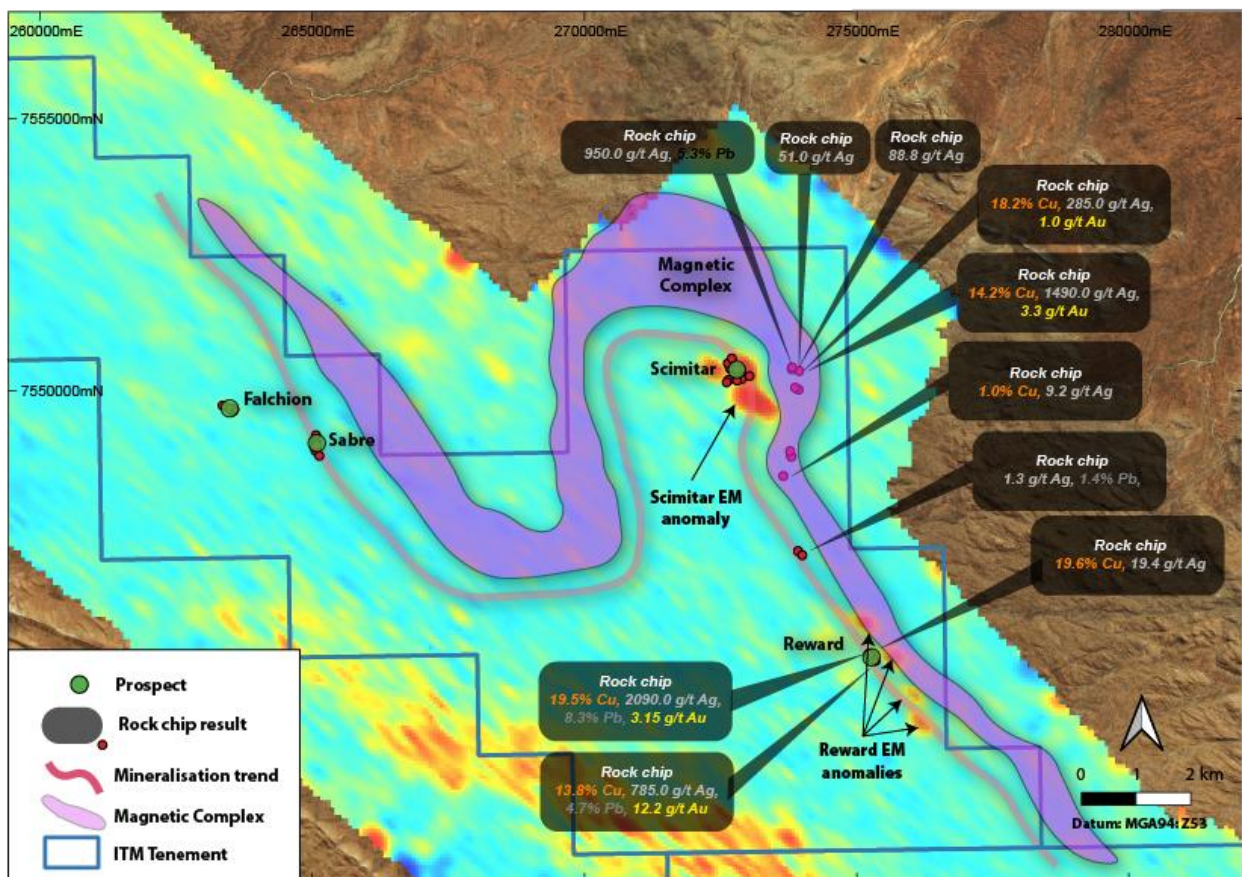 260000mE
265000mE
270000mE
275000mE
280000mE
7555000mN
7550000mN
Rock chip
950.0 g/t Ag, 5.3% Pb
Rock chip
51.0 g/t Ag
Rock chip
88.8 g/t Ag
Rock chip
18.2% Cu, 285.0 g/t Ag,
1.0 g/t Au
Rock chip
14.2% Cu, 1490.0 g/t Ag,
3.3 g/t Au
Magnetic
Complex
Scimitar
Falchion
Sabre
Rock chip
1.0% Cu, 9.2 g/t Ag
Scimitar EM
anomaly
Rock chip
1.3 g/t Ag, 1.4% Pb,
Rock chip
19.6% Cu, 19.4 g/t Ag
Reward
Rock chip
19.5% Cu, 2090.0 g/t Ag,
8.3% Pb, 3.15 g/t Au
Reward EM
anomalies
Rock chip
13.8% Cu, 785.0 g/t Ag,
4.7% Pb, 12.2 g/t Au
Prospect
Rock chip result
Mineralisation trend
Magnetic Complex
ITM Tenement
0 1 2 km
Datum: MGA94: Z53